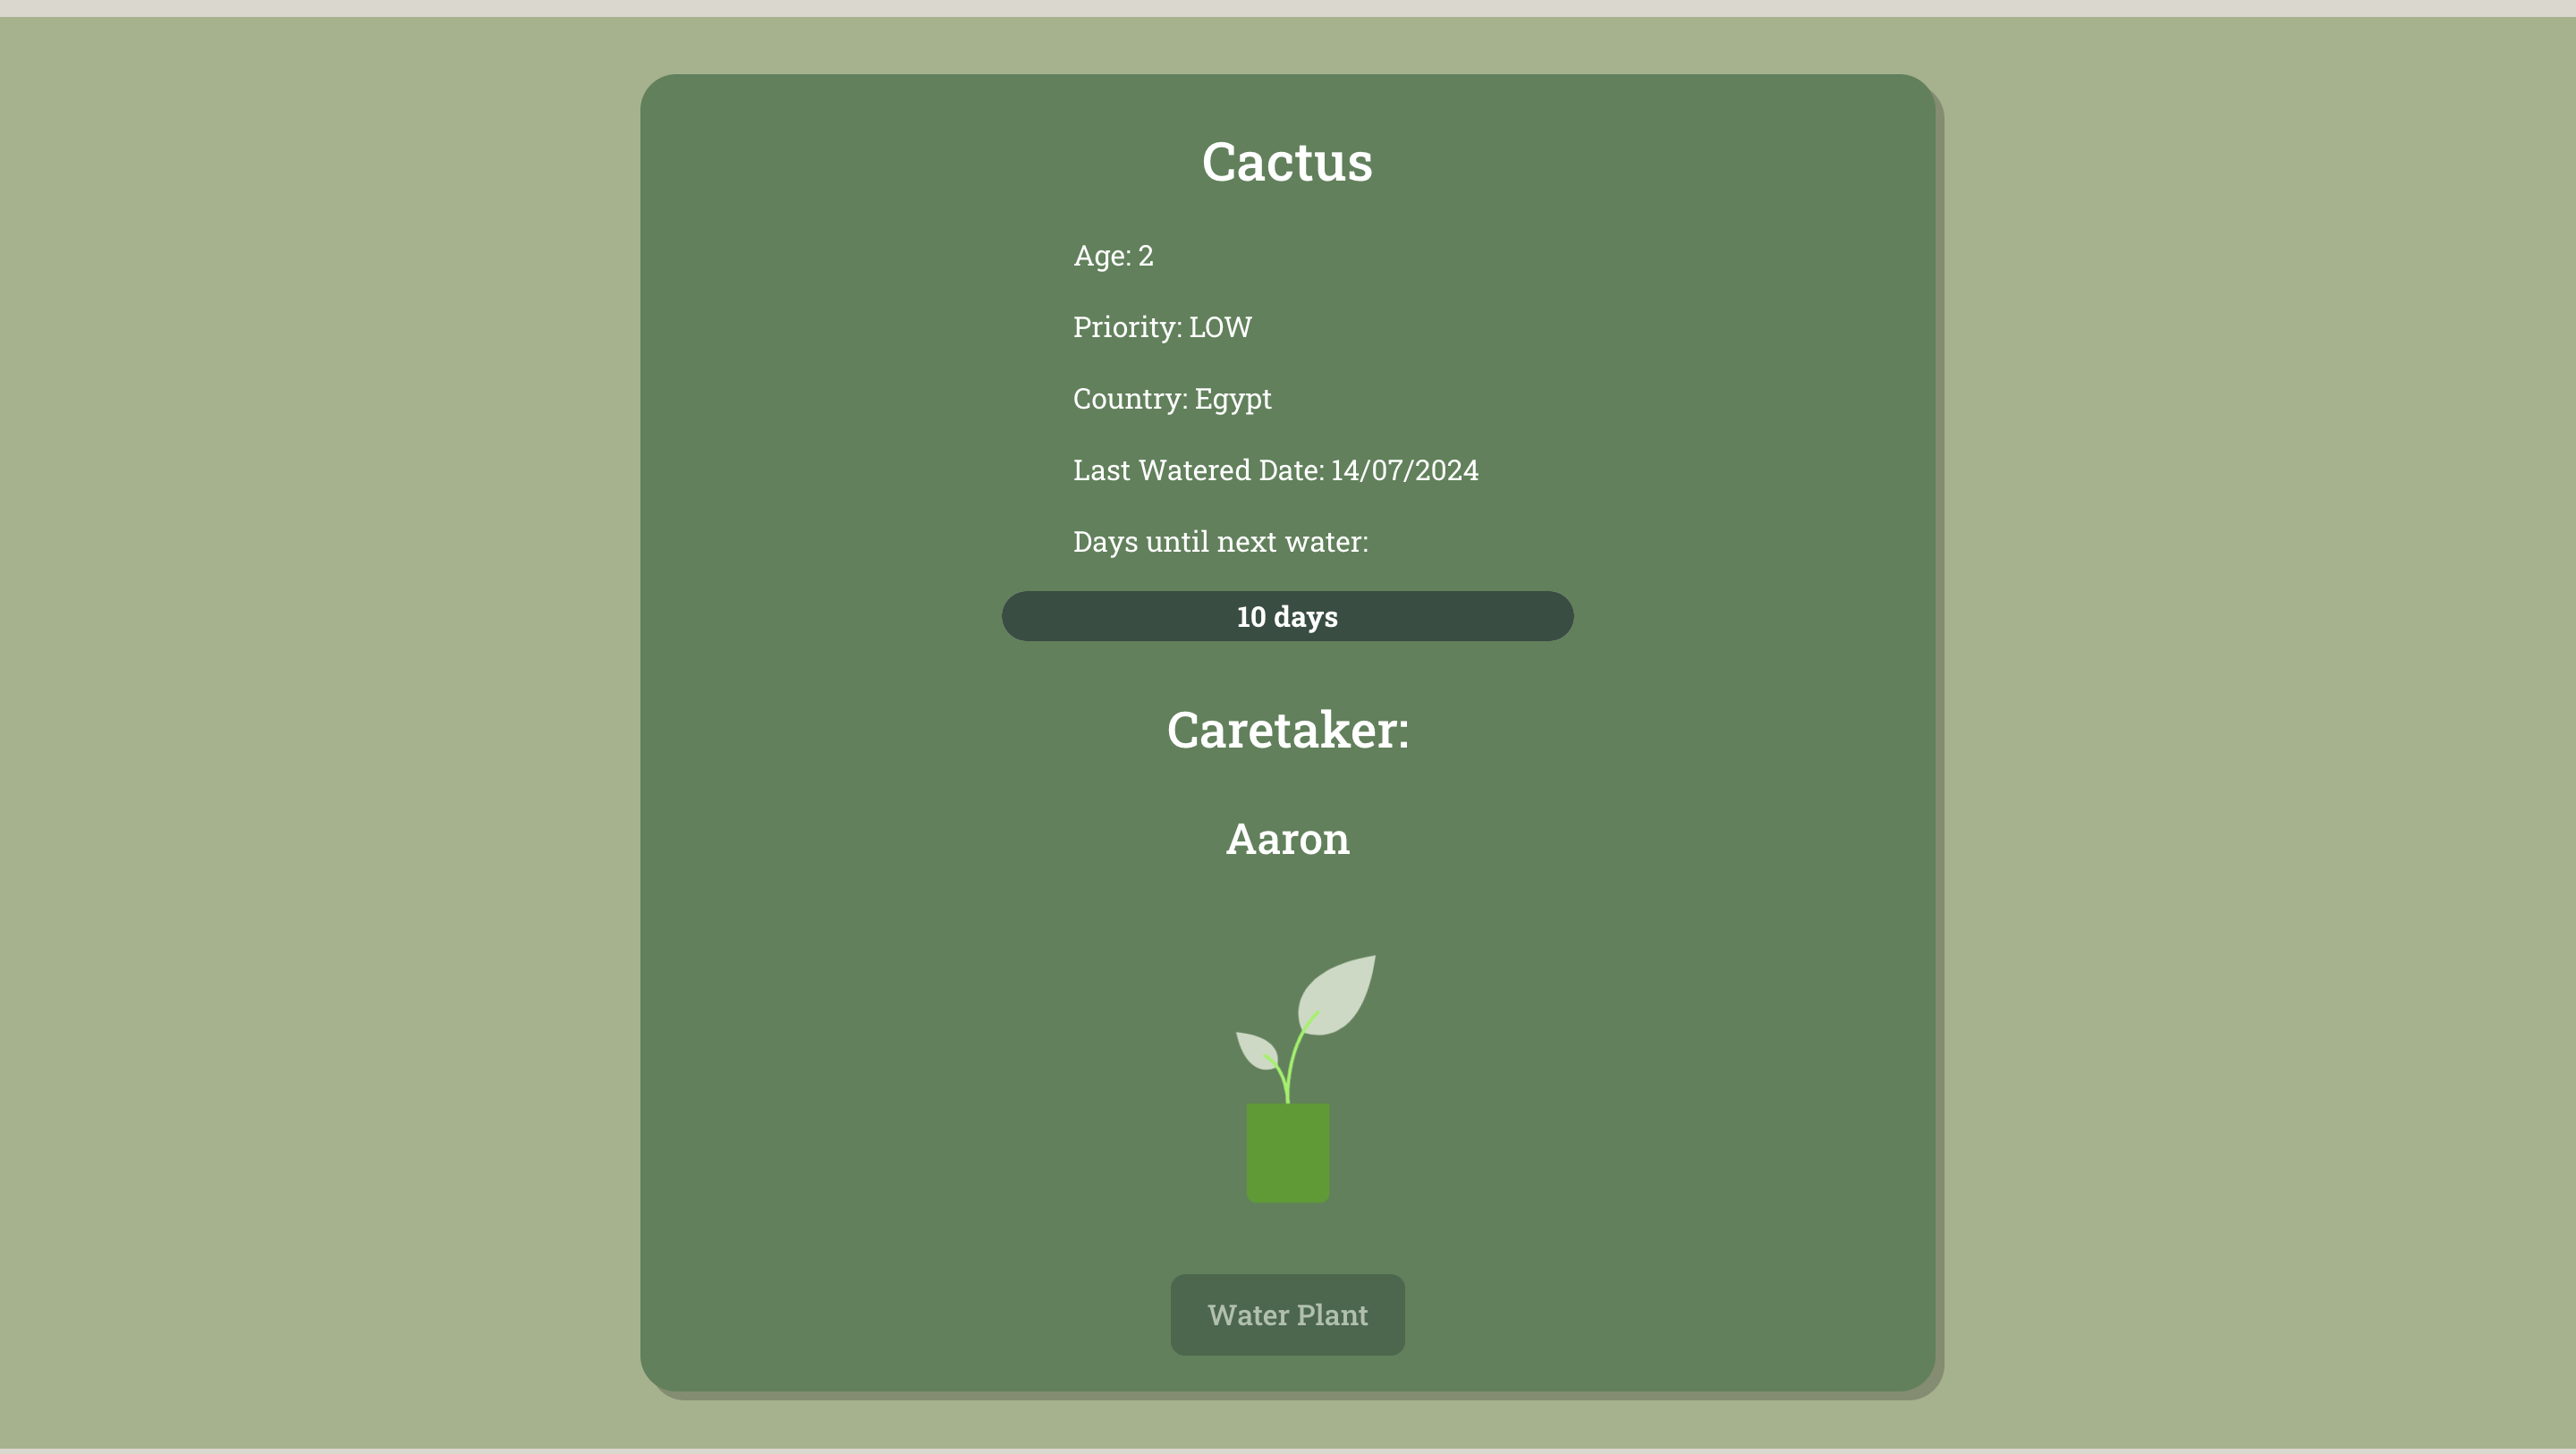 Cactus
Age: 2
Priority: LOW
Country: Egypt
Last Watered Date: 14/07/2024
Days until next water:
10 days
Caretaker:
Aaron
Water Plant